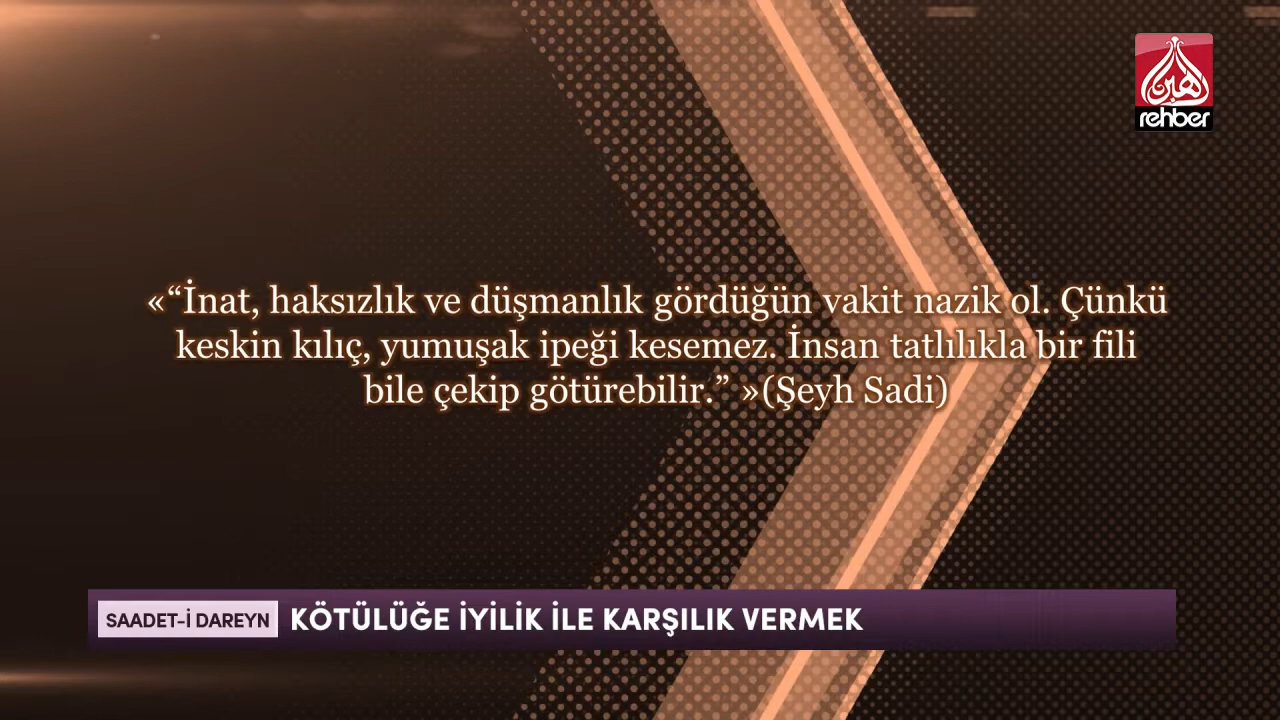 رهبر
rehber
«“İnat, haksızlık ve düşmanlık gördüğün vakit nazik ol. Çünkü
keskin kılıç, yumuşak ipeği kesemez. İnsan tatlılıkla bir fili
bile çekip götürebilir.” »(Şeyh Sadi)
SAADET-İ DAREYN KÖTÜLÜĞE İYİLİK İLE KARŞILIK VERMEK